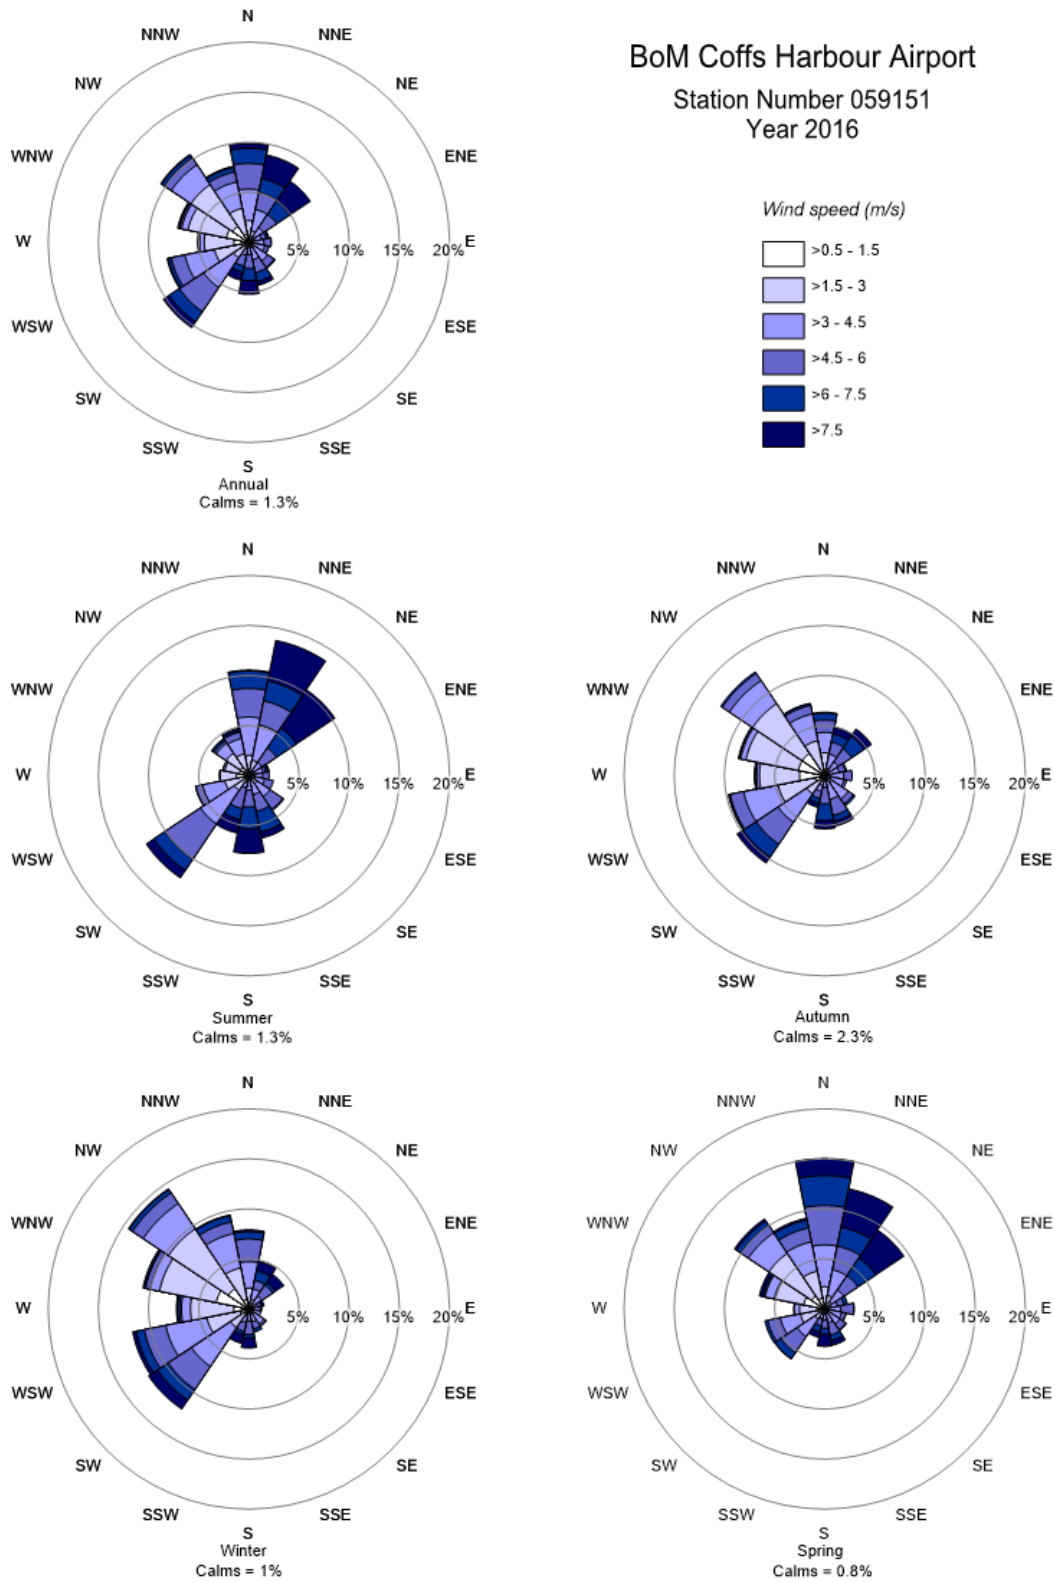 BoM Coffs Harbour Airport
Station Number 059151
Year 2016
Wind speed (m/s)
>0.5 - 1.5
>1.5 - 3
>3 - 4.5
>4.5 - 6
>6 - 7.5
>7.5
N
NNW NNE
NW NE
WNW ENE
W 5% 10% 15% 20% E
WSW ESE
SW SE
SSW SSE
S
Annual
Calms = 1.3%
N
NNW NNE
NW NE
WNW ENE
W 5% 10% 15% 20% E
WSW ESE
SW SE
SSW SSE
S
Summer
Calms = 1.3%
N
NNW NNE
NW NE
WNW ENE
W 5% 10% 15% 20% E
WSW ESE
SW SE
SSW SSE
S
Autumn
Calms = 2.3%
N
NNW NNE
NW NE
WNW ENE
W 5% 10% 15% 20% E
WSW ESE
SW SE
SSW SSE
S
Winter
Calms = 1%
N
NNW NNE
NW NE
WNW ENE
W 5% 10% 15% 20% E
WSW ESE
SW SE
SSW SSE
S
Spring
Calms = 0.8%